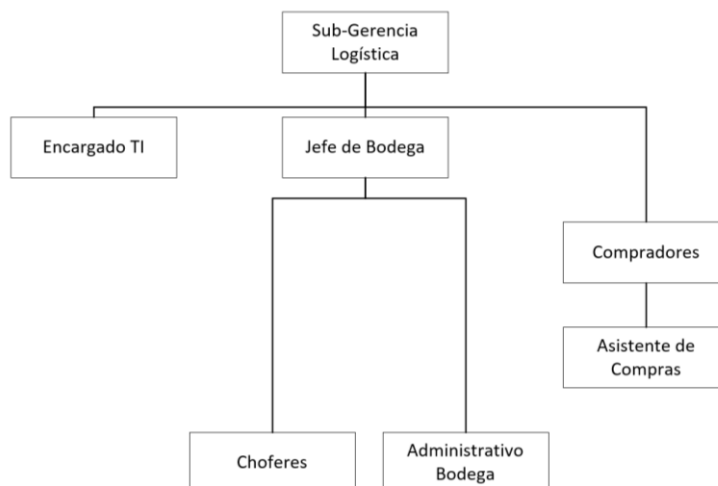 Sub-Gerencia
Logística
Encargado TI
Jefe de Bodega
Compradores
Asistente de
Compras
Choferes
Administrativo
Bodega